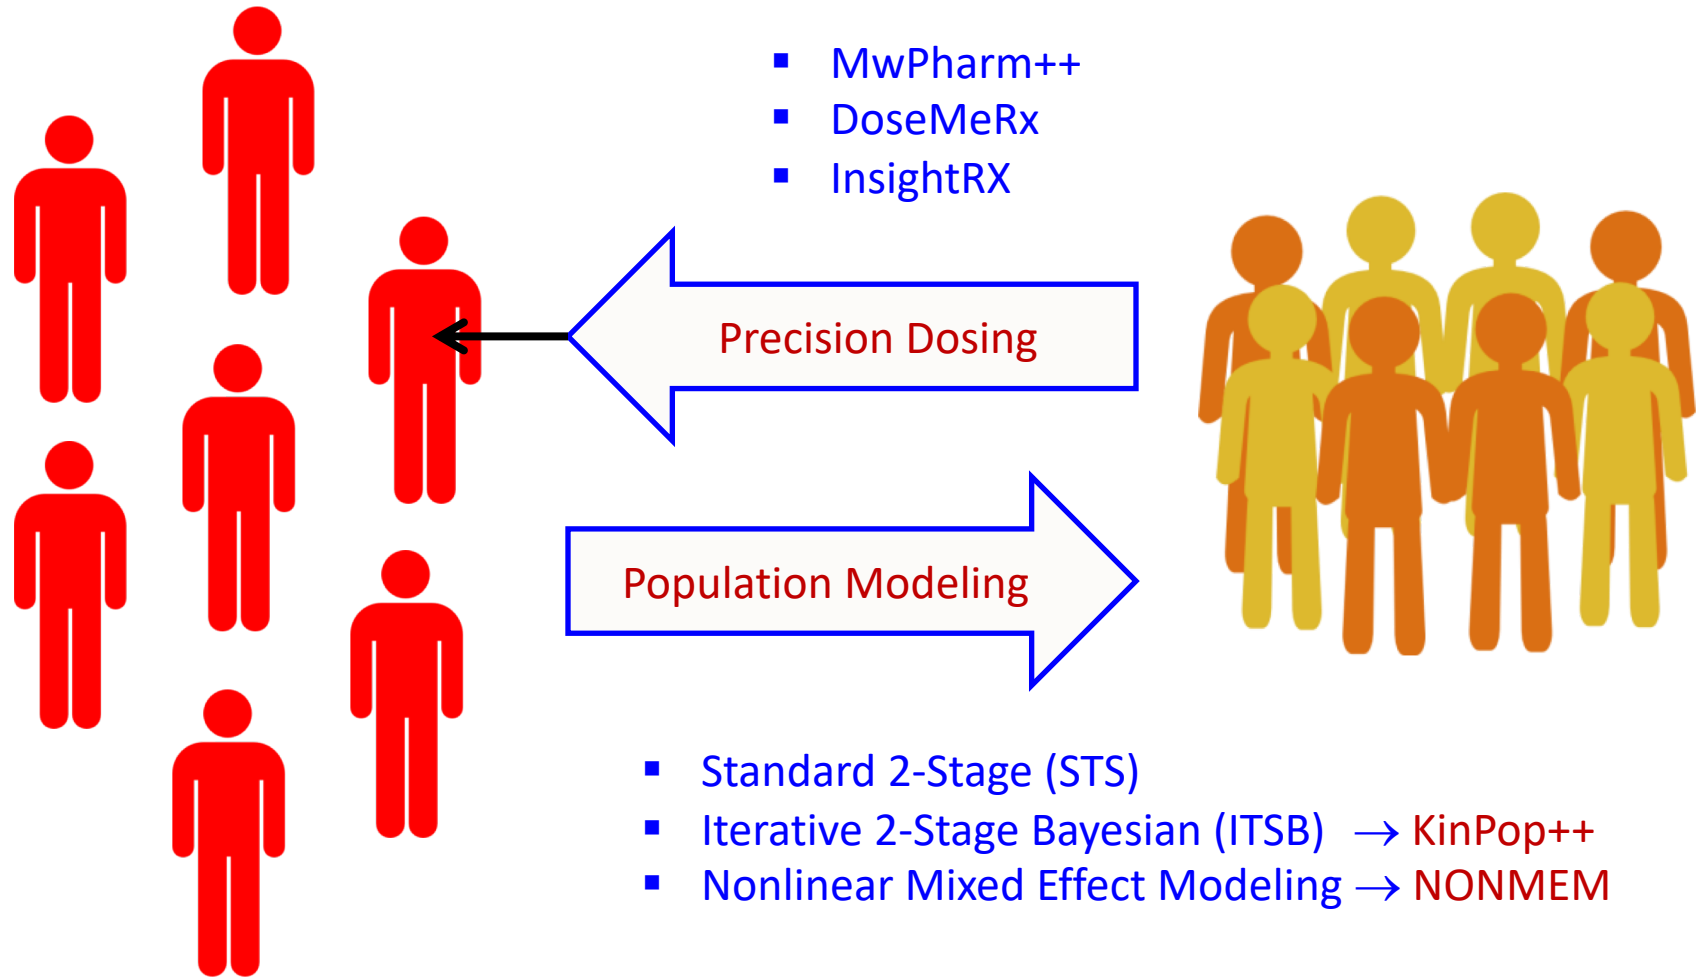 ▪ MwPharm++
▪ DoseMeRx
▪ InsightRX
Precision Dosing
Population Modeling
▪ Standard 2-Stage (STS)
▪ Iterative 2-Stage Bayesian (ITSB) → KinPop++
▪ Nonlinear Mixed Effect Modeling → NONMEM